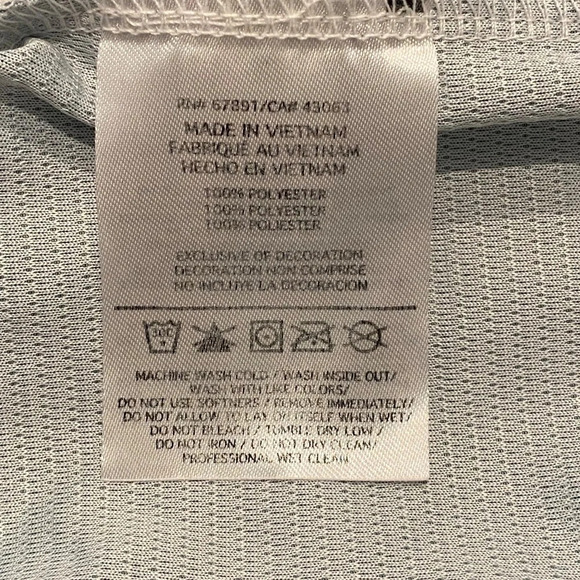 RN# 67891/CA# 43063
MADE IN VIETNAM
FABRIQUÉ AU VIETNAM
HECHO EN VIETNAM
100% POLYESTER
100% POLYESTER
100% POLIESTER
EXCLUSIVE OF DECORATION
DECORATION NON COMPRISE
NO INCLUYE LA DECORACION
30C
MACHINE WASH COLD / WASH INSIDE OUT/
WASH WITH LIKE COLORS/
DO NOT USE SOFTNERS / REMOVE IMMEDIATELY/
DO NOT ALLOW TO LAY ON ITSELF WHEN WET/
DO NOT BLEACH / TUMBLE DRY LOW /
DO NOT IRON / DO NOT DRY CLEAN/
PROFESSIONAL WET CLEAN